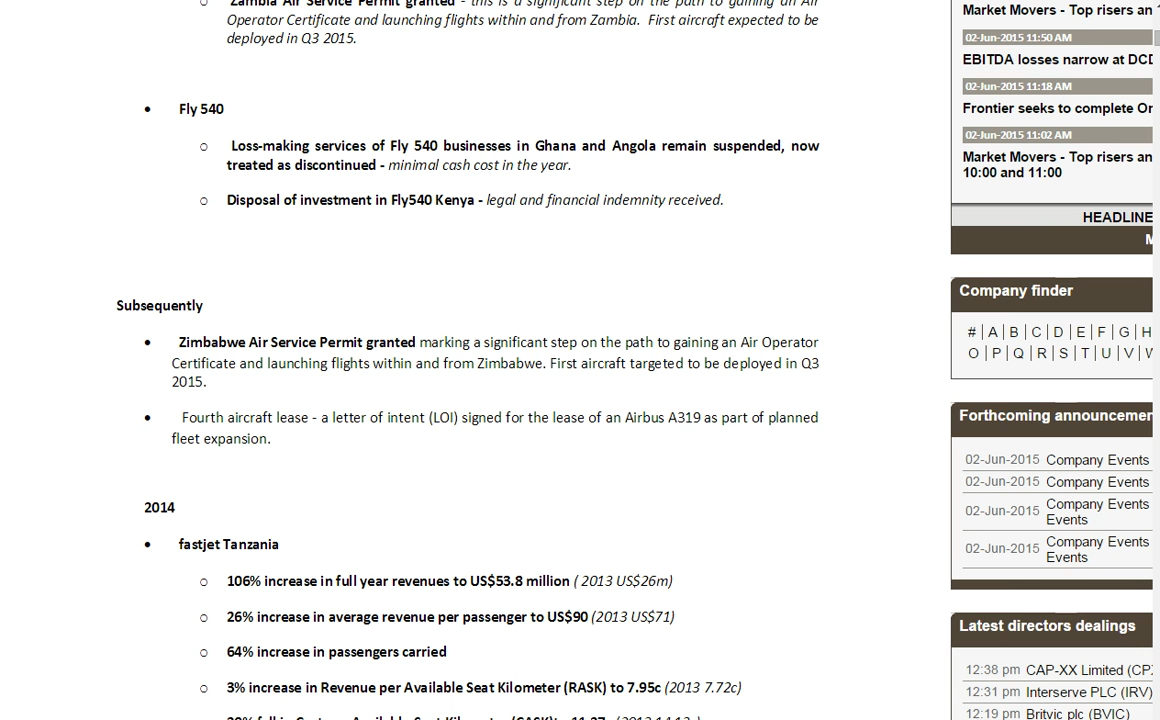 ○ Zambia Air Service Permit granted - this is a significant step on the path to gaining an Air
Operator Certificate and launching flights within and from Zambia. First aircraft expected to be
deployed in Q3 2015.
• Fly 540
○ Loss-making services of Fly 540 businesses in Ghana and Angola remain suspended, now
treated as discontinued - minimal cash cost in the year.
○ Disposal of investment in Fly540 Kenya - legal and financial indemnity received.
Subsequently
• Zimbabwe Air Service Permit granted marking a significant step on the path to gaining an Air Operator
Certificate and launching flights within and from Zimbabwe. First aircraft targeted to be deployed in Q3
2015.
• Fourth aircraft lease - a letter of intent (LOI) signed for the lease of an Airbus A319 as part of planned
fleet expansion.
2014
• fastjet Tanzania
○ 106% increase in full year revenues to US$53.8 million ( 2013 US$26m)
○ 26% increase in average revenue per passenger to US$90 (2013 US$71)
○ 64% increase in passengers carried
○ 3% increase in Revenue per Available Seat Kilometer (RASK) to 7.95c (2013 7.72c)
Market Movers - Top risers an
02-Jun-2015 11:50 AM
EBITDA losses narrow at DCD
02-Jun-2015 11:18 AM
Frontier seeks to complete Or
02-Jun-2015 11:02 AM
Market Movers - Top risers an
10:00 and 11:00
HEADLINE
M
Company finder
# | A | B | C | D | E | F | G | H
O | P | Q | R | S | T | U | V | W
Forthcoming announcemen
02-Jun-2015 Company Events
02-Jun-2015 Company Events
02-Jun-2015 Company Events
Events
02-Jun-2015 Company Events
Events
Latest directors dealings
12:38 pm CAP-XX Limited (CPX
12:31 pm Interserve PLC (IRV)
12:19 pm Britvic plc (BVIC)